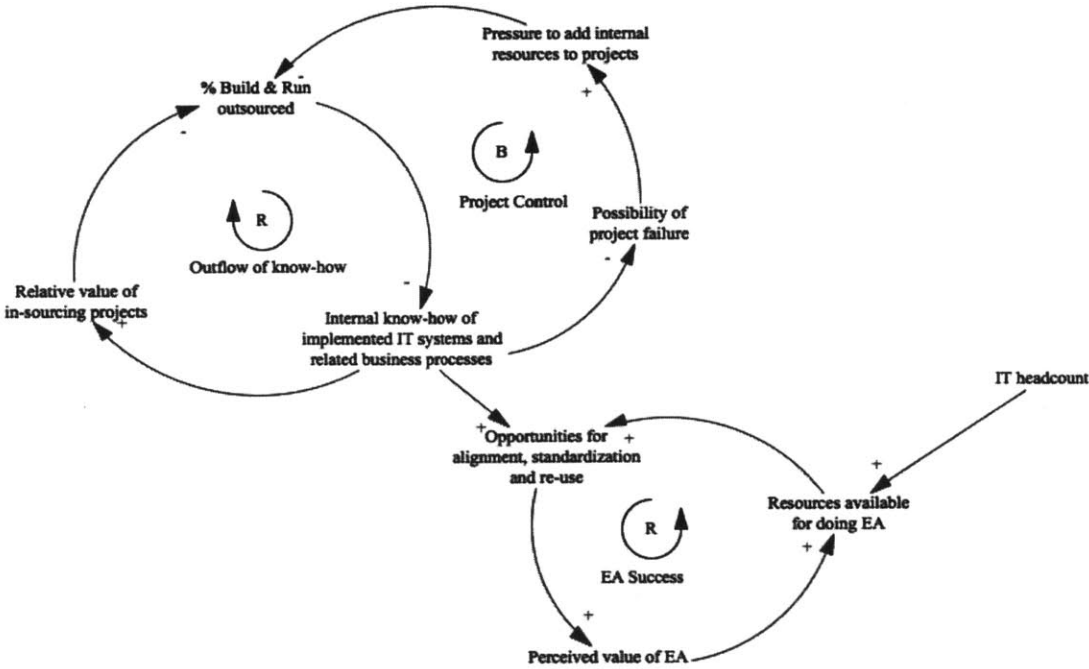 Pressure to add internal
resources to projects
-
% Build & Run
outsourced
+
-
B
Project Control
R
Outflow of know-how
Possibility of
project failure
-
-
Relative value of
in-sourcing projects
+
Internal know-how of
implemented IT systems and
related business processes
IT headcount
+
Opportunities for
alignment, standardization
and re-use
+
+
Resources available
for doing EA
+
R
EA Success
+
Perceived value of EA